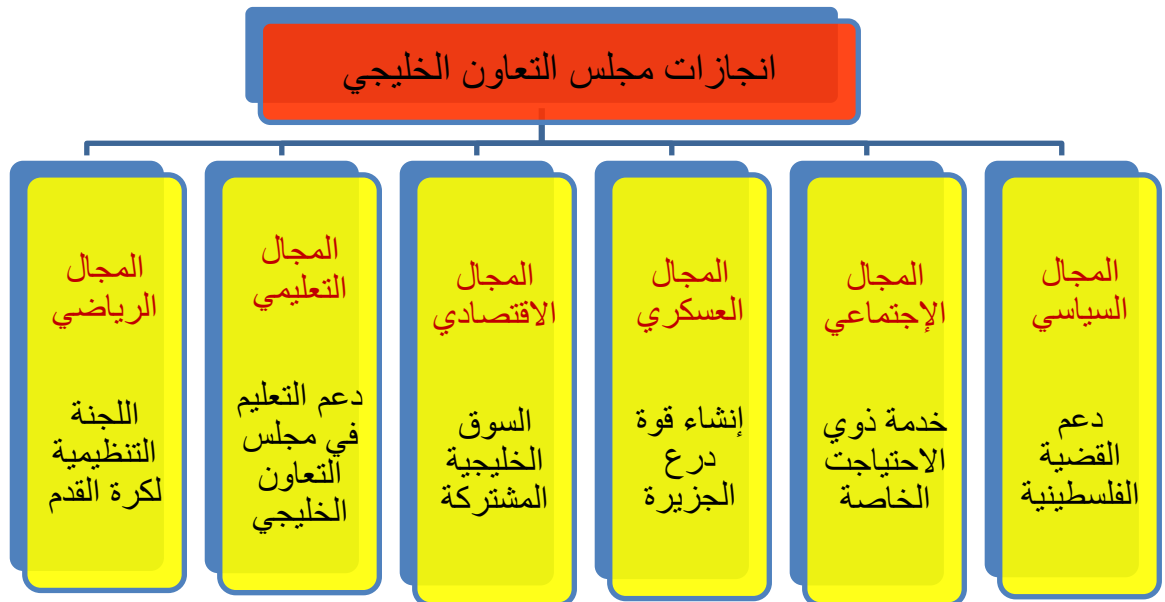 انجازات مجلس التعاون الخليجي
المجال
السياسي
دعم
القضية
الفلسطينية
المجال
الإجتماعي
خدمة ذوي
الاحتياجت
الخاصة
المجال
العسكري
إنشاء قوة
درع
الجزيرة
المجال
الاقتصادي
السوق
الخليجية
المشتركة
المجال
التعليمي
دعم التعليم
في مجلس
التعاون
الخليجي
المجال
الرياضي
اللجنة
التنظيمية
لكرة القدم